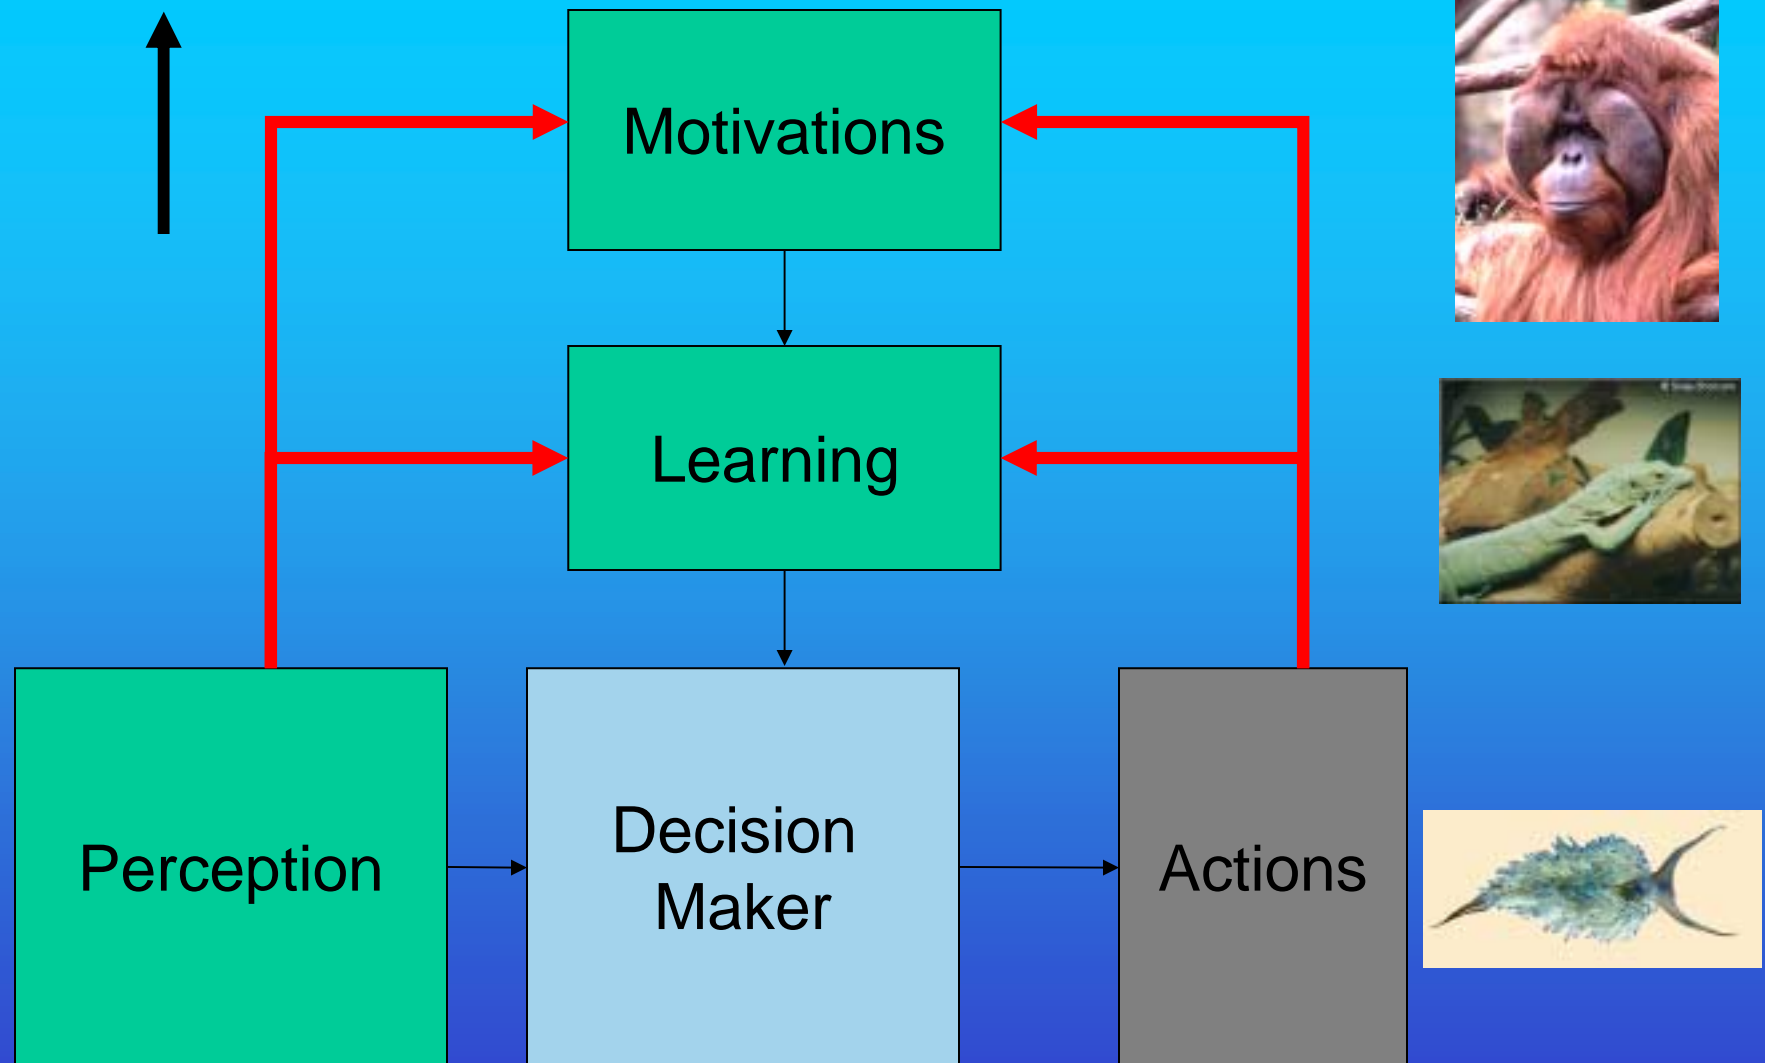 Motivations
Learning
Perception
Decision
Maker
Actions